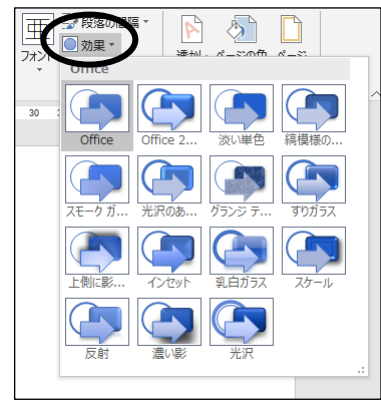 段落の間隔
効果
フォント
透かし ページの色 ページ
Office
30
Office Office 2... 淡い単色 縞模様の...
スモーク ガ... 光沢のあ... グランジ テ... すりガラス
上側に影... インセット 乳白ガラス スケール
反射 濃い影 光沢